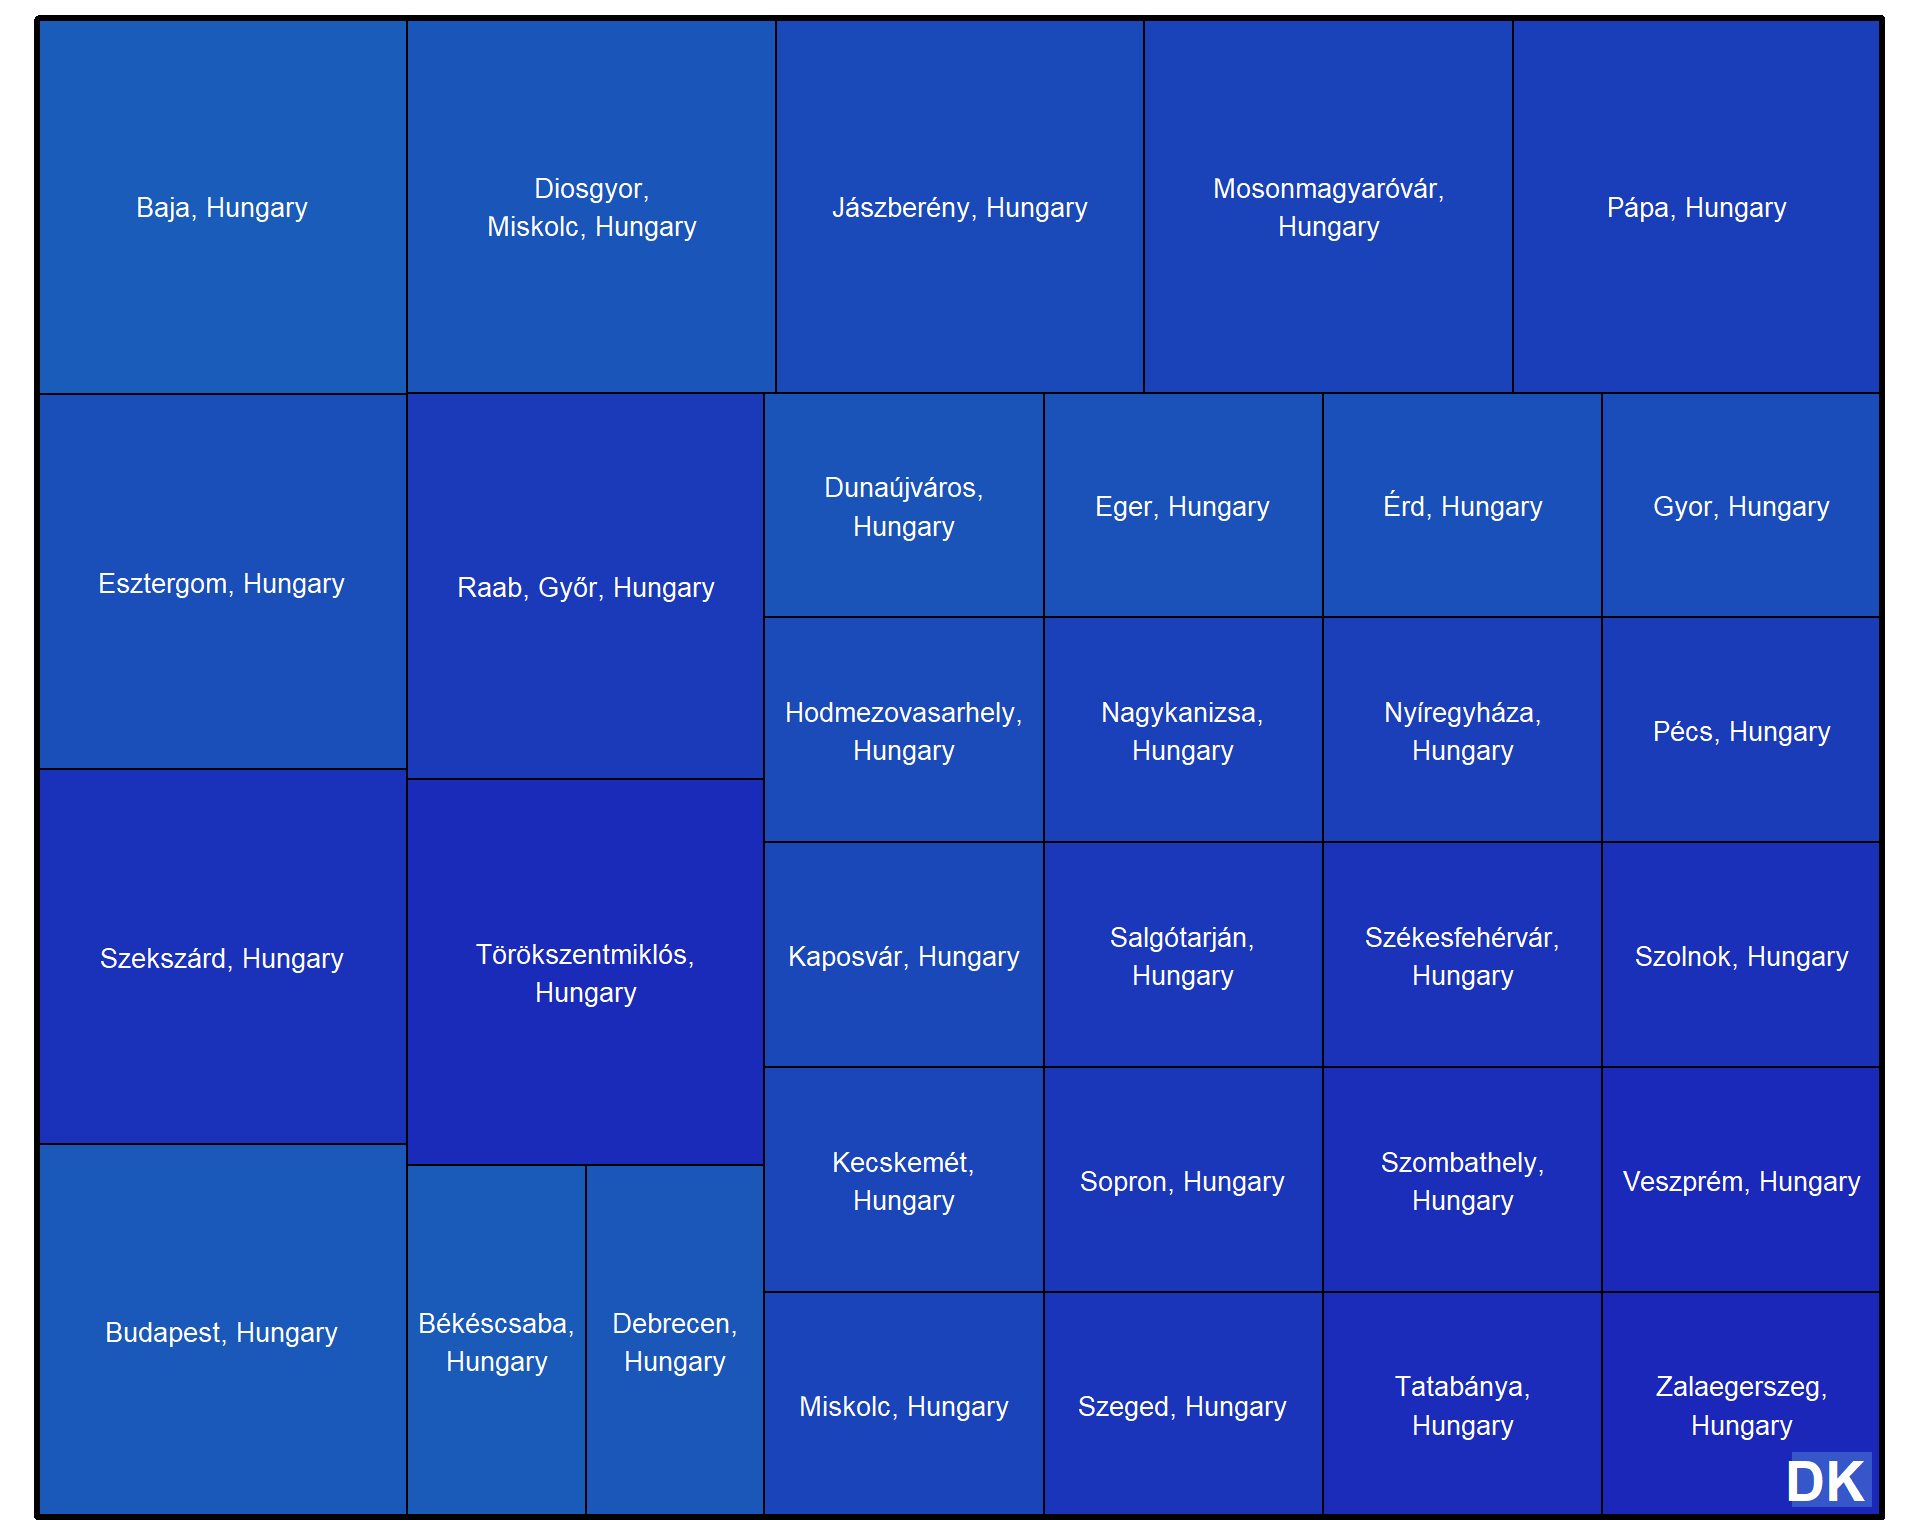 Baja, Hungary
Diosgyor,
Miskolc, Hungary
Jászberény, Hungary
Mosonmagyaróvár,
Hungary
Pápa, Hungary
Esztergom, Hungary
Raab, Győr, Hungary
Dunaújváros,
Hungary
Eger, Hungary
Érd, Hungary
Gyor, Hungary
Hodmezovasarhely,
Hungary
Nagykanizsa,
Hungary
Nyíregyháza,
Hungary
Pécs, Hungary
Szekszárd, Hungary
Törökszentmiklós,
Hungary
Kaposvár, Hungary
Salgótarján,
Hungary
Székesfehérvár,
Hungary
Szolnok, Hungary
Kecskemét,
Hungary
Sopron, Hungary
Szombathely,
Hungary
Veszprém, Hungary
Budapest, Hungary
Békéscsaba,
Hungary
Debrecen,
Hungary
Miskolc, Hungary
Szeged, Hungary
Tatabánya,
Hungary
Zalaegerszeg,
Hungary
DK